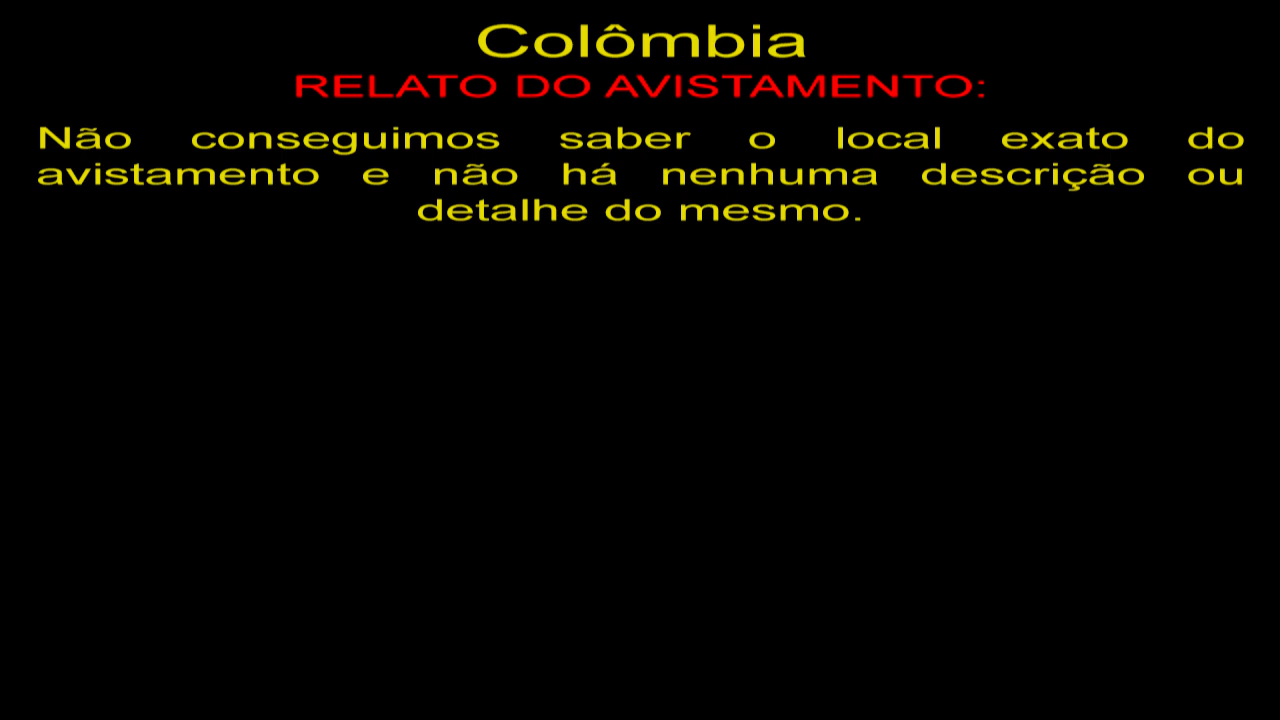 Colômbia
RELATO DO AVISTAMENTO:
Não conseguimos saber o local exato do
avistamento e não há nenhuma descrição ou
detalhe do mesmo.